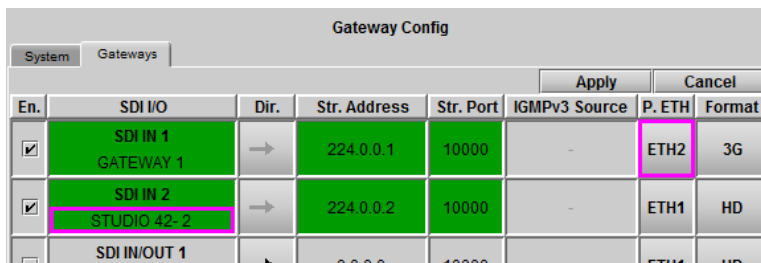 Gateway Config
System Gateways
Apply Cancel
En. SDI I/O Dir. Str. Address Str. Port IGMPv3 Source P. ETH Format
SDI IN 1
GATEWAY 1
224.0.0.1 10000 - ETH2 3G
SDI IN 2
STUDIO 42- 2
224.0.0.2 10000 - ETH1 HD
SDI IN/OUT 1